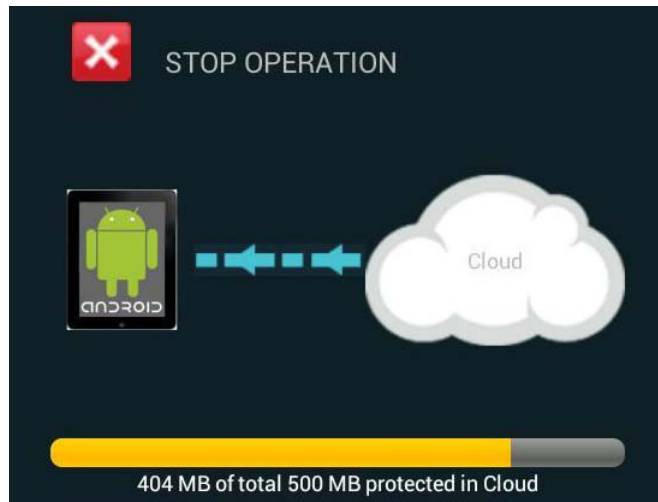 STOP OPERATION
Cloud
ANDROID
404 MB of total 500 MB protected in Cloud